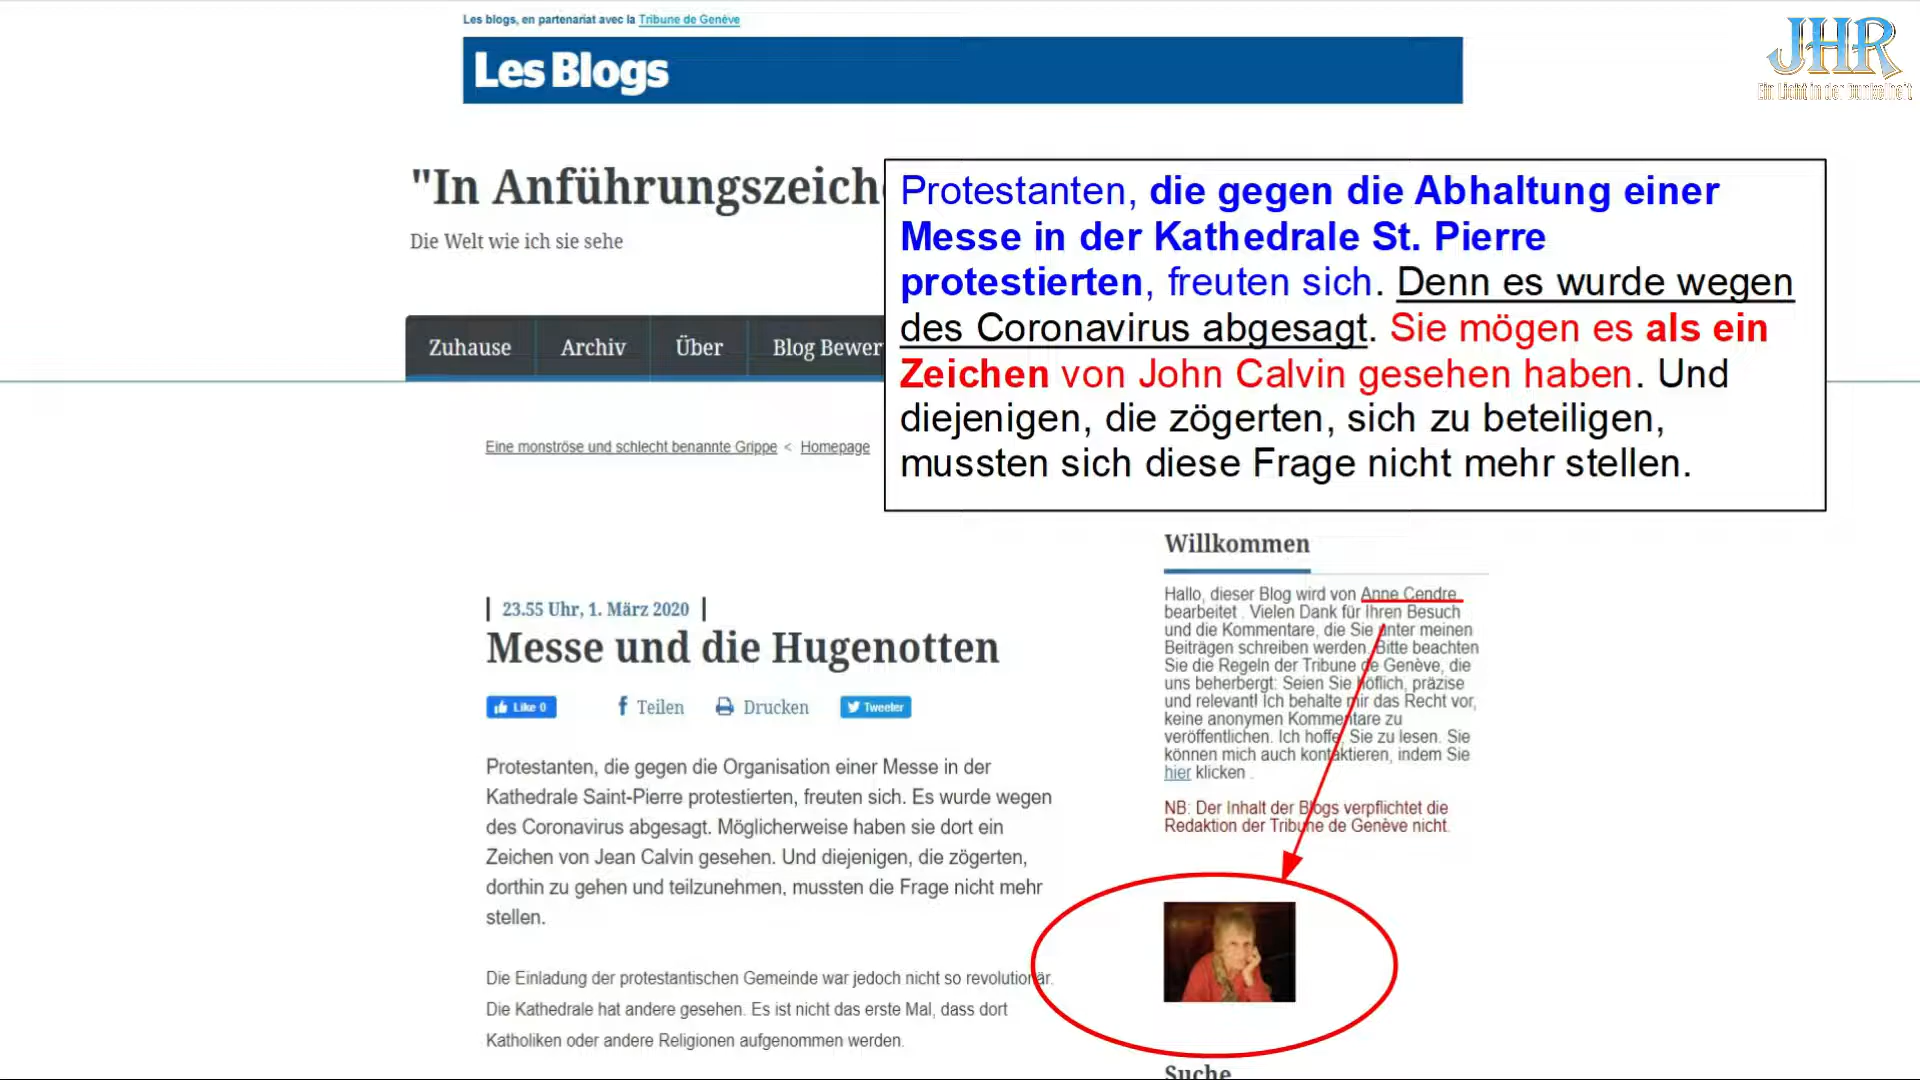 Les blogs, en partenariat avec la Tribune de Genève
Les Blogs
JHR
Ein Licht in der Dunkelheit
"In Anführungszeiche
Die Welt wie ich sie sehe
Protestanten, die gegen die Abhaltung einer
Messe in der Kathedrale St. Pierre
protestierten, freuten sich. Denn es wurde wegen
des Coronavirus abgesagt. Sie mögen es als ein
Zeichen von John Calvin gesehen haben. Und
diejenigen, die zögerten, sich zu beteiligen,
mussten sich diese Frage nicht mehr stellen.
Zuhause Archiv Über Blog Bewer
Eine monströse und schlecht benannte Grippe < Homepage
23.55 Uhr, 1. März 2020
Messe und die Hugenotten
Like 0 Teilen Drucken Tweeter
Protestanten, die gegen die Organisation einer Messe in der
Kathedrale Saint-Pierre protestierten, freuten sich. Es wurde wegen
des Coronavirus abgesagt. Möglicherweise haben sie dort ein
Zeichen von Jean Calvin gesehen. Und diejenigen, die zögerten,
dorthin zu gehen und teilzunehmen, mussten die Frage nicht mehr
stellen.
Die Einladung der protestantischen Gemeinde war jedoch nicht so revolutionär.
Die Kathedrale hat andere gesehen. Es ist nicht das erste Mal, dass dort
Katholiken oder andere Religionen aufgenommen werden.
Willkommen
Hallo, dieser Blog wird von Anne Cendre
bearbeitet . Vielen Dank für Ihren Besuch
und die Kommentare, die Sie unter meinen
Beiträgen schreiben werden. Bitte beachten
Sie die Regeln der Tribune de Genève, die
uns beherbergt: Seien Sie höflich, präzise
und relevant! Ich behalte mir das Recht vor,
keine anonymen Kommentare zu
veröffentlichen. Ich hoffe, Sie zu lesen. Sie
können mich auch kontaktieren, indem Sie
hier klicken .
NB: Der Inhalt der Blogs verpflichtet die
Redaktion der Tribune de Genève nicht.
Suche